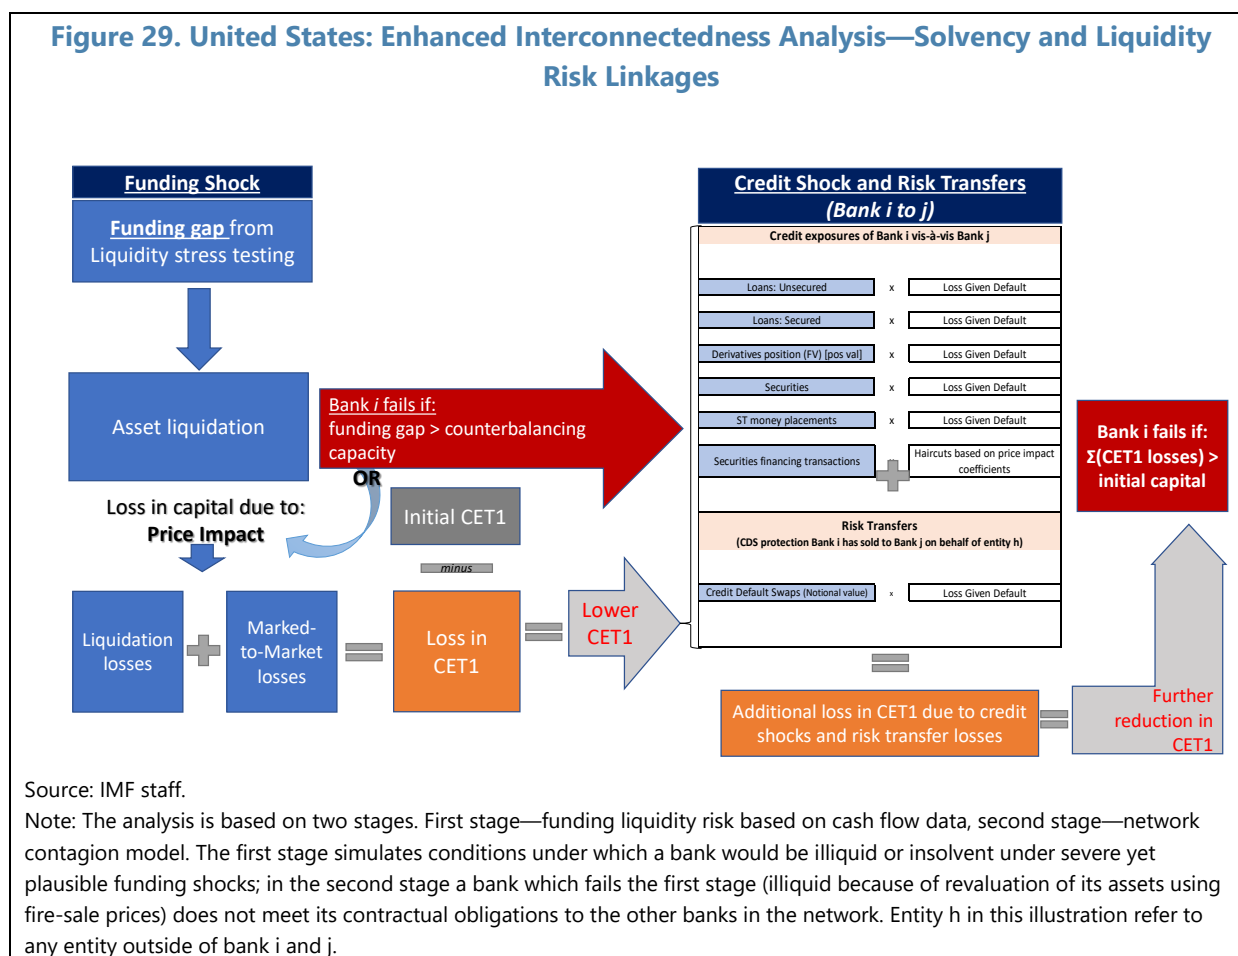 Figure 29. United States: Enhanced Interconnectedness Analysis—Solvency and Liquidity
Risk Linkages
Funding Shock
Funding gap from
Liquidity stress testing
Asset liquidation
Bank i fails if:
funding gap > counterbalancing
capacity
OR
Loss in capital due to:
Price Impact
Initial CET1
minus
Liquidation
losses
Marked-
to-Market
losses
Loss in
CET1
Lower
CET1
Credit Shock and Risk Transfers
(Bank i to j)
Credit exposures of Bank i vis-à-vis Bank j
Loans: Unsecured x Loss Given Default
Loans: Secured x Loss Given Default
Derivatives position (FV) [pos val] x Loss Given Default
Securities x Loss Given Default
ST money placements x Loss Given Default
Securities financing transactions
Haircuts based on price impact
coefficients
Risk Transfers
(CDS protection Bank i has sold to Bank j on behalf of entity h)
Credit Default Swaps (Notional value) x Loss Given Default
Additional loss in CET1 due to credit
shocks and risk transfer losses
Further
reduction in
CET1
Bank i fails if:
Σ(CET1 losses) >
initial capital
Source: IMF staff.
Note: The analysis is based on two stages. First stage—funding liquidity risk based on cash flow data, second stage—network
contagion model. The first stage simulates conditions under which a bank would be illiquid or insolvent under severe yet
plausible funding shocks; in the second stage a bank which fails the first stage (illiquid because of revaluation of its assets using
fire-sale prices) does not meet its contractual obligations to the other banks in the network. Entity h in this illustration refer to
any entity outside of bank i and j.